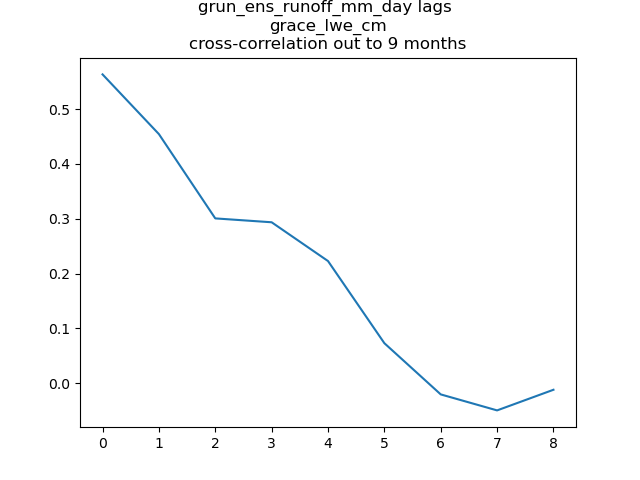 grun_ens_runoff_mm_day lags
grace_lwe_cm
cross-correlation out to 9 months
0.5
0.4
0.3
0.2
0.1
0.0
0 1 2 3 4 5 6 7 8